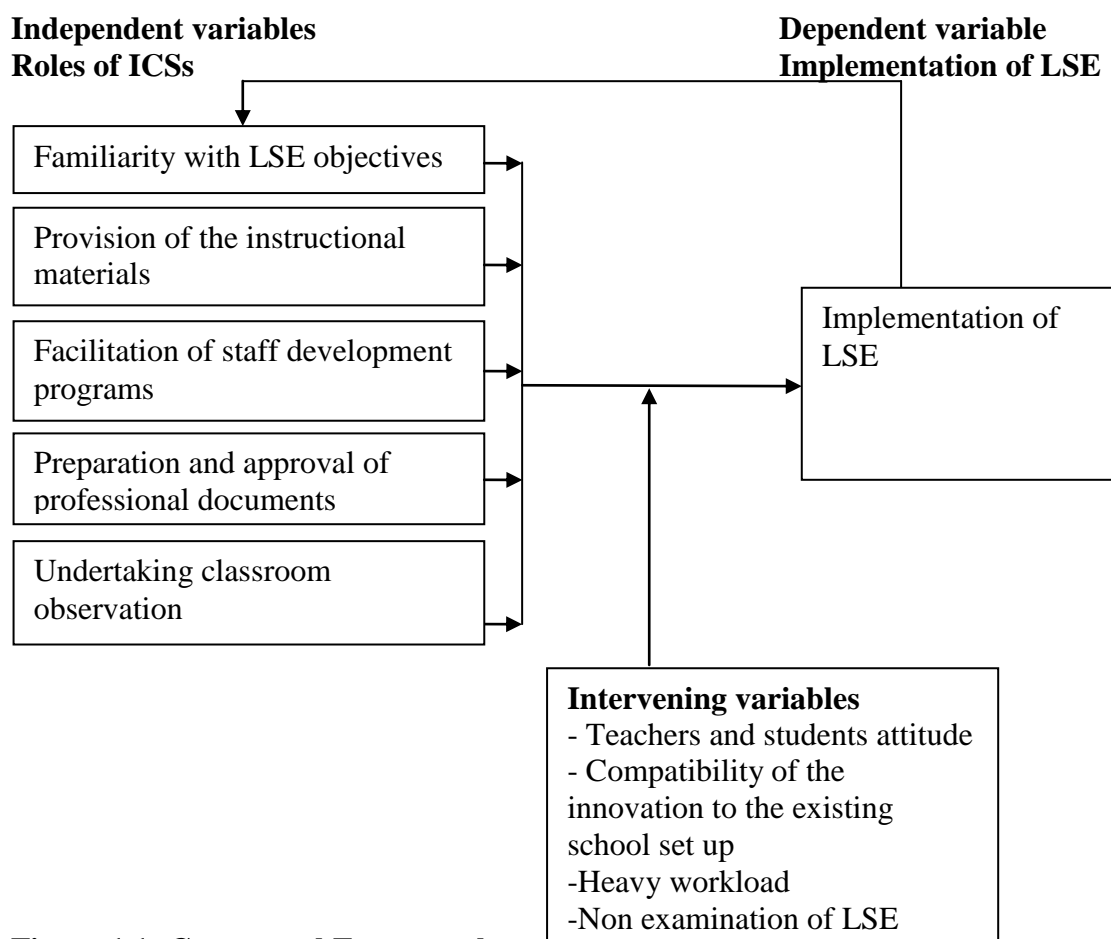 Independent variables
Roles of ICSs
Dependent variable
Implementation of LSE
Familiarity with LSE objectives
Provision of the instructional
materials
Facilitation of staff development
programs
Preparation and approval of
professional documents
Undertaking classroom
observation
Implementation of
LSE
Intervening variables
- Teachers and students attitude
- Compatibility of the
innovation to the existing
school set up
-Heavy workload
-Non examination of LSE